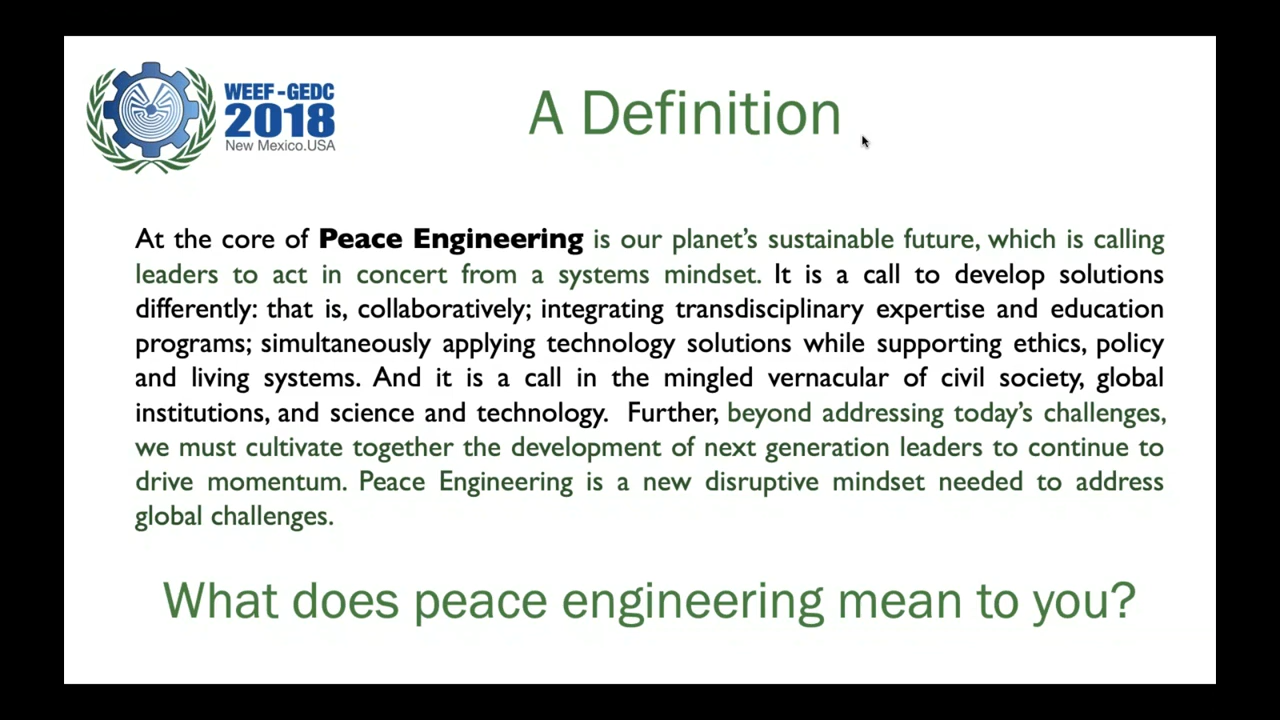 WEEF-GEDC
2018
New Mexico.USA
A Definition
At the core of Peace Engineering is our planet's sustainable future, which is calling
leaders to act in concert from a systems mindset. It is a call to develop solutions
differently: that is, collaboratively; integrating transdisciplinary expertise and education
programs; simultaneously applying technology solutions while supporting ethics, policy
and living systems. And it is a call in the mingled vernacular of civil society, global
institutions, and science and technology. Further, beyond addressing today's challenges,
we must cultivate together the development of next generation leaders to continue to
drive momentum. Peace Engineering is a new disruptive mindset needed to address
global challenges.
What does peace engineering mean to you?